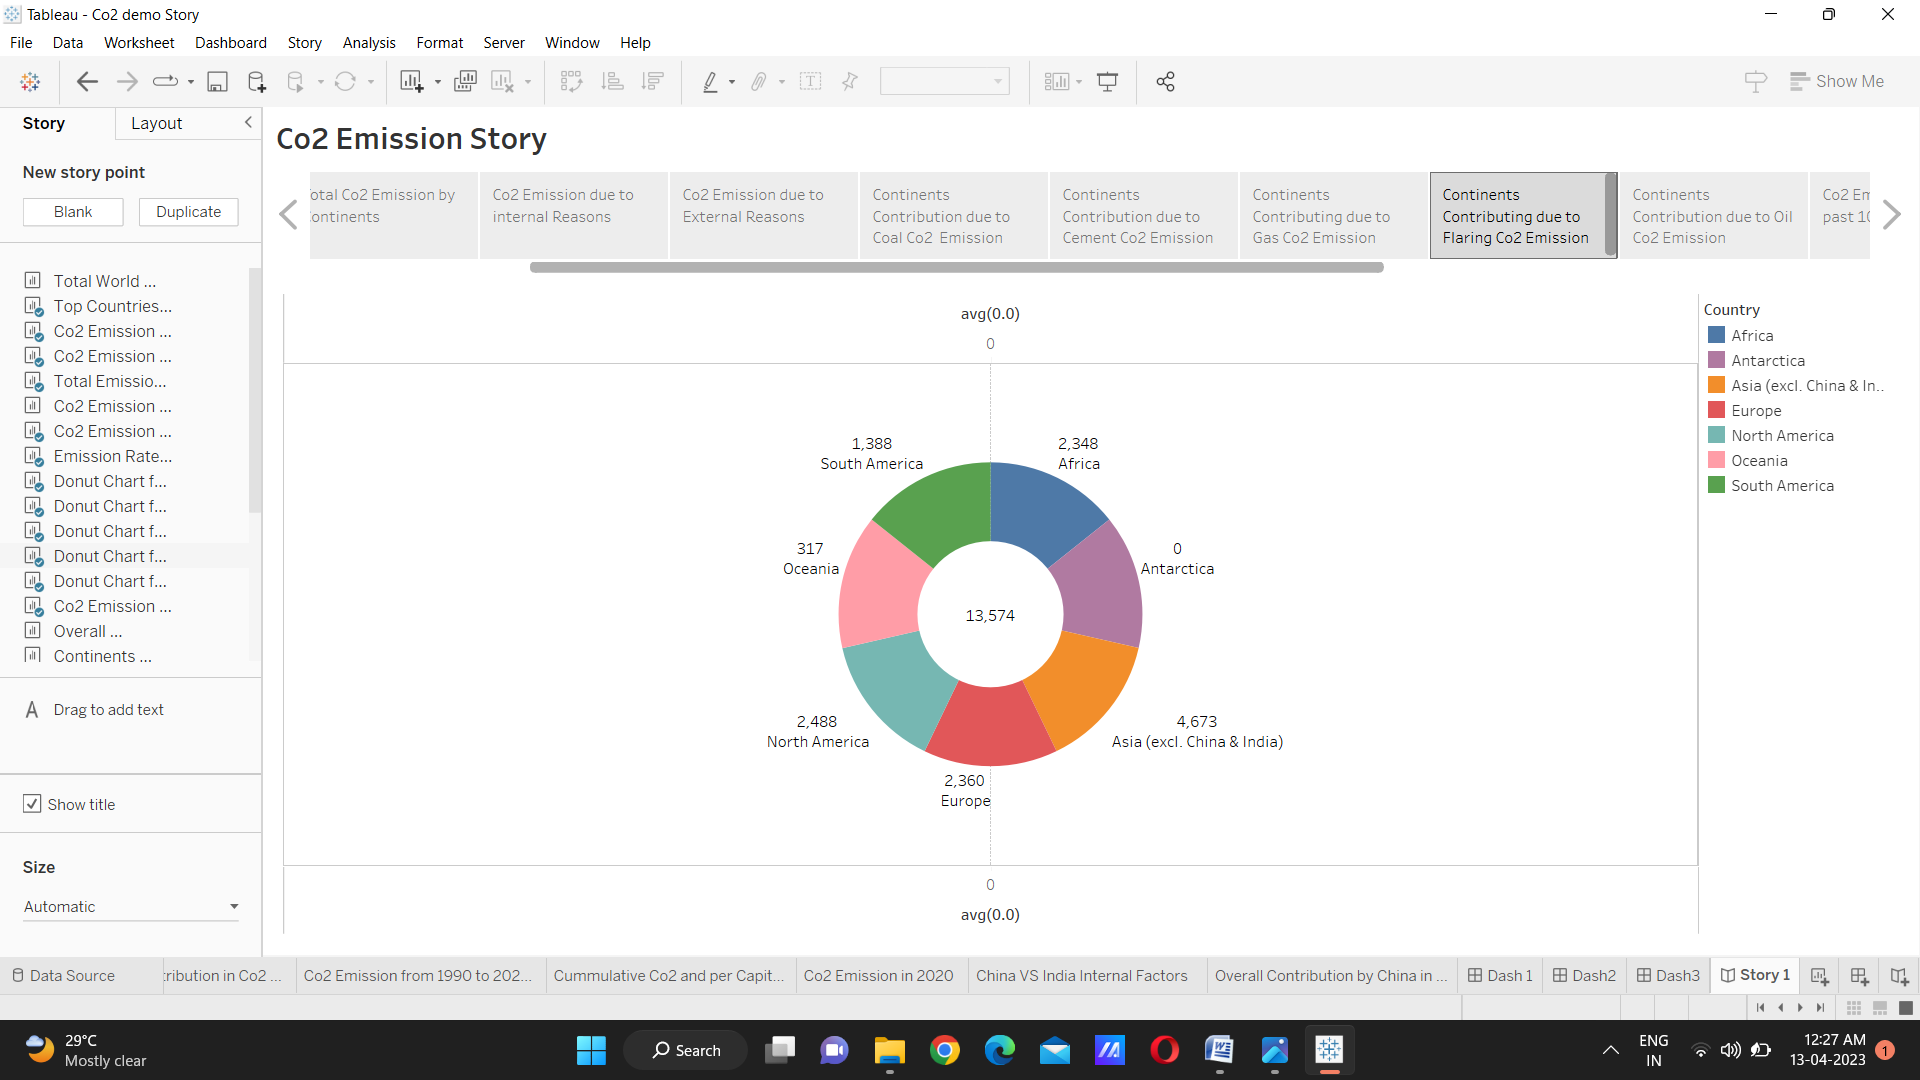 Tableau - Co2 demo Story
File Data Worksheet Dashboard Story Analysis Format Server Window Help
Show Me
Story Layout
New story point
Blank Duplicate
Total World ...
Top Countries...
Co2 Emission ...
Co2 Emission ...
Total Emissio...
Co2 Emission ...
Co2 Emission ...
Emission Rate...
Donut Chart f...
Donut Chart f...
Donut Chart f...
Donut Chart f...
Donut Chart f...
Co2 Emission ...
Overall ...
Continents ...
A Drag to add text
Show title
Size
Automatic
Co2 Emission Story
otal Co2 Emission by
ontinents
Co2 Emission due to
internal Reasons
Co2 Emission due to
External Reasons
Continents
Contribution due to
Coal Co2 Emission
Continents
Contribution due to
Cement Co2 Emission
Continents
Contributing due to
Gas Co2 Emission
Continents
Contributing due to
Flaring Co2 Emission
Continents
Contribution due to Oil
Co2 Emission
Co2 Em
past 10
avg(0.0)
0
1,388
South America
2,348
Africa
317
Oceania
0
Antarctica
13,574
2,488
North America
4,673
Asia (excl. China & India)
2,360
Europe
0
avg(0.0)
Country
Africa
Antarctica
Asia (excl. China & In..
Europe
North America
Oceania
South America
Data Source tribution in Co2 ... Co2 Emission from 1990 to 202... Cummulative Co2 and per Capit... Co2 Emission in 2020 China VS India Internal Factors Overall Contribution by China in ... Dash 1 Dash2 Dash3 Story 1
29°C
Mostly clear
Search
ENG
IN
12:27 AM
13-04-2023
1